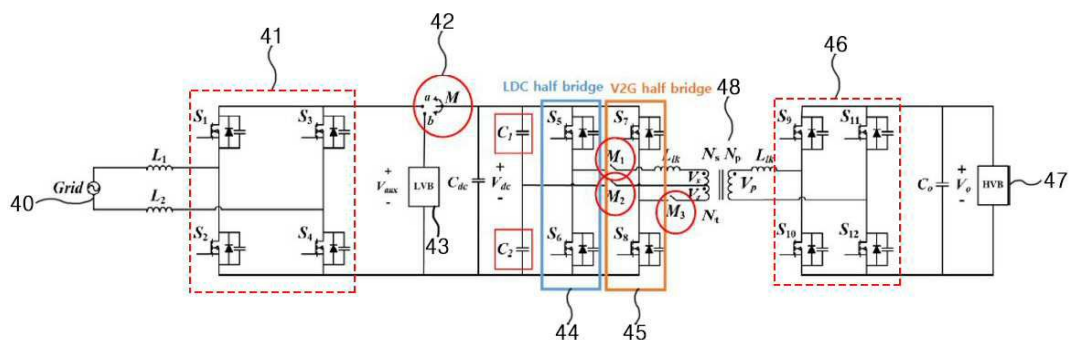 41
42
46
LDC half bridge V2G half bridge
48
S1
S3
a
M
b
C1
S5
S7
M1
Llk
Ns Np
Llk
S9
S11
L1
Grid
L2
40
+
Vaux
-
LVB
43
Cdc
+
Vdc
-
M2
Vs
Vt
Vp
M3
Nt
Co
+
Vo
-
HVB
47
S2
S4
C2
S6
S8
S10
S12
44
45